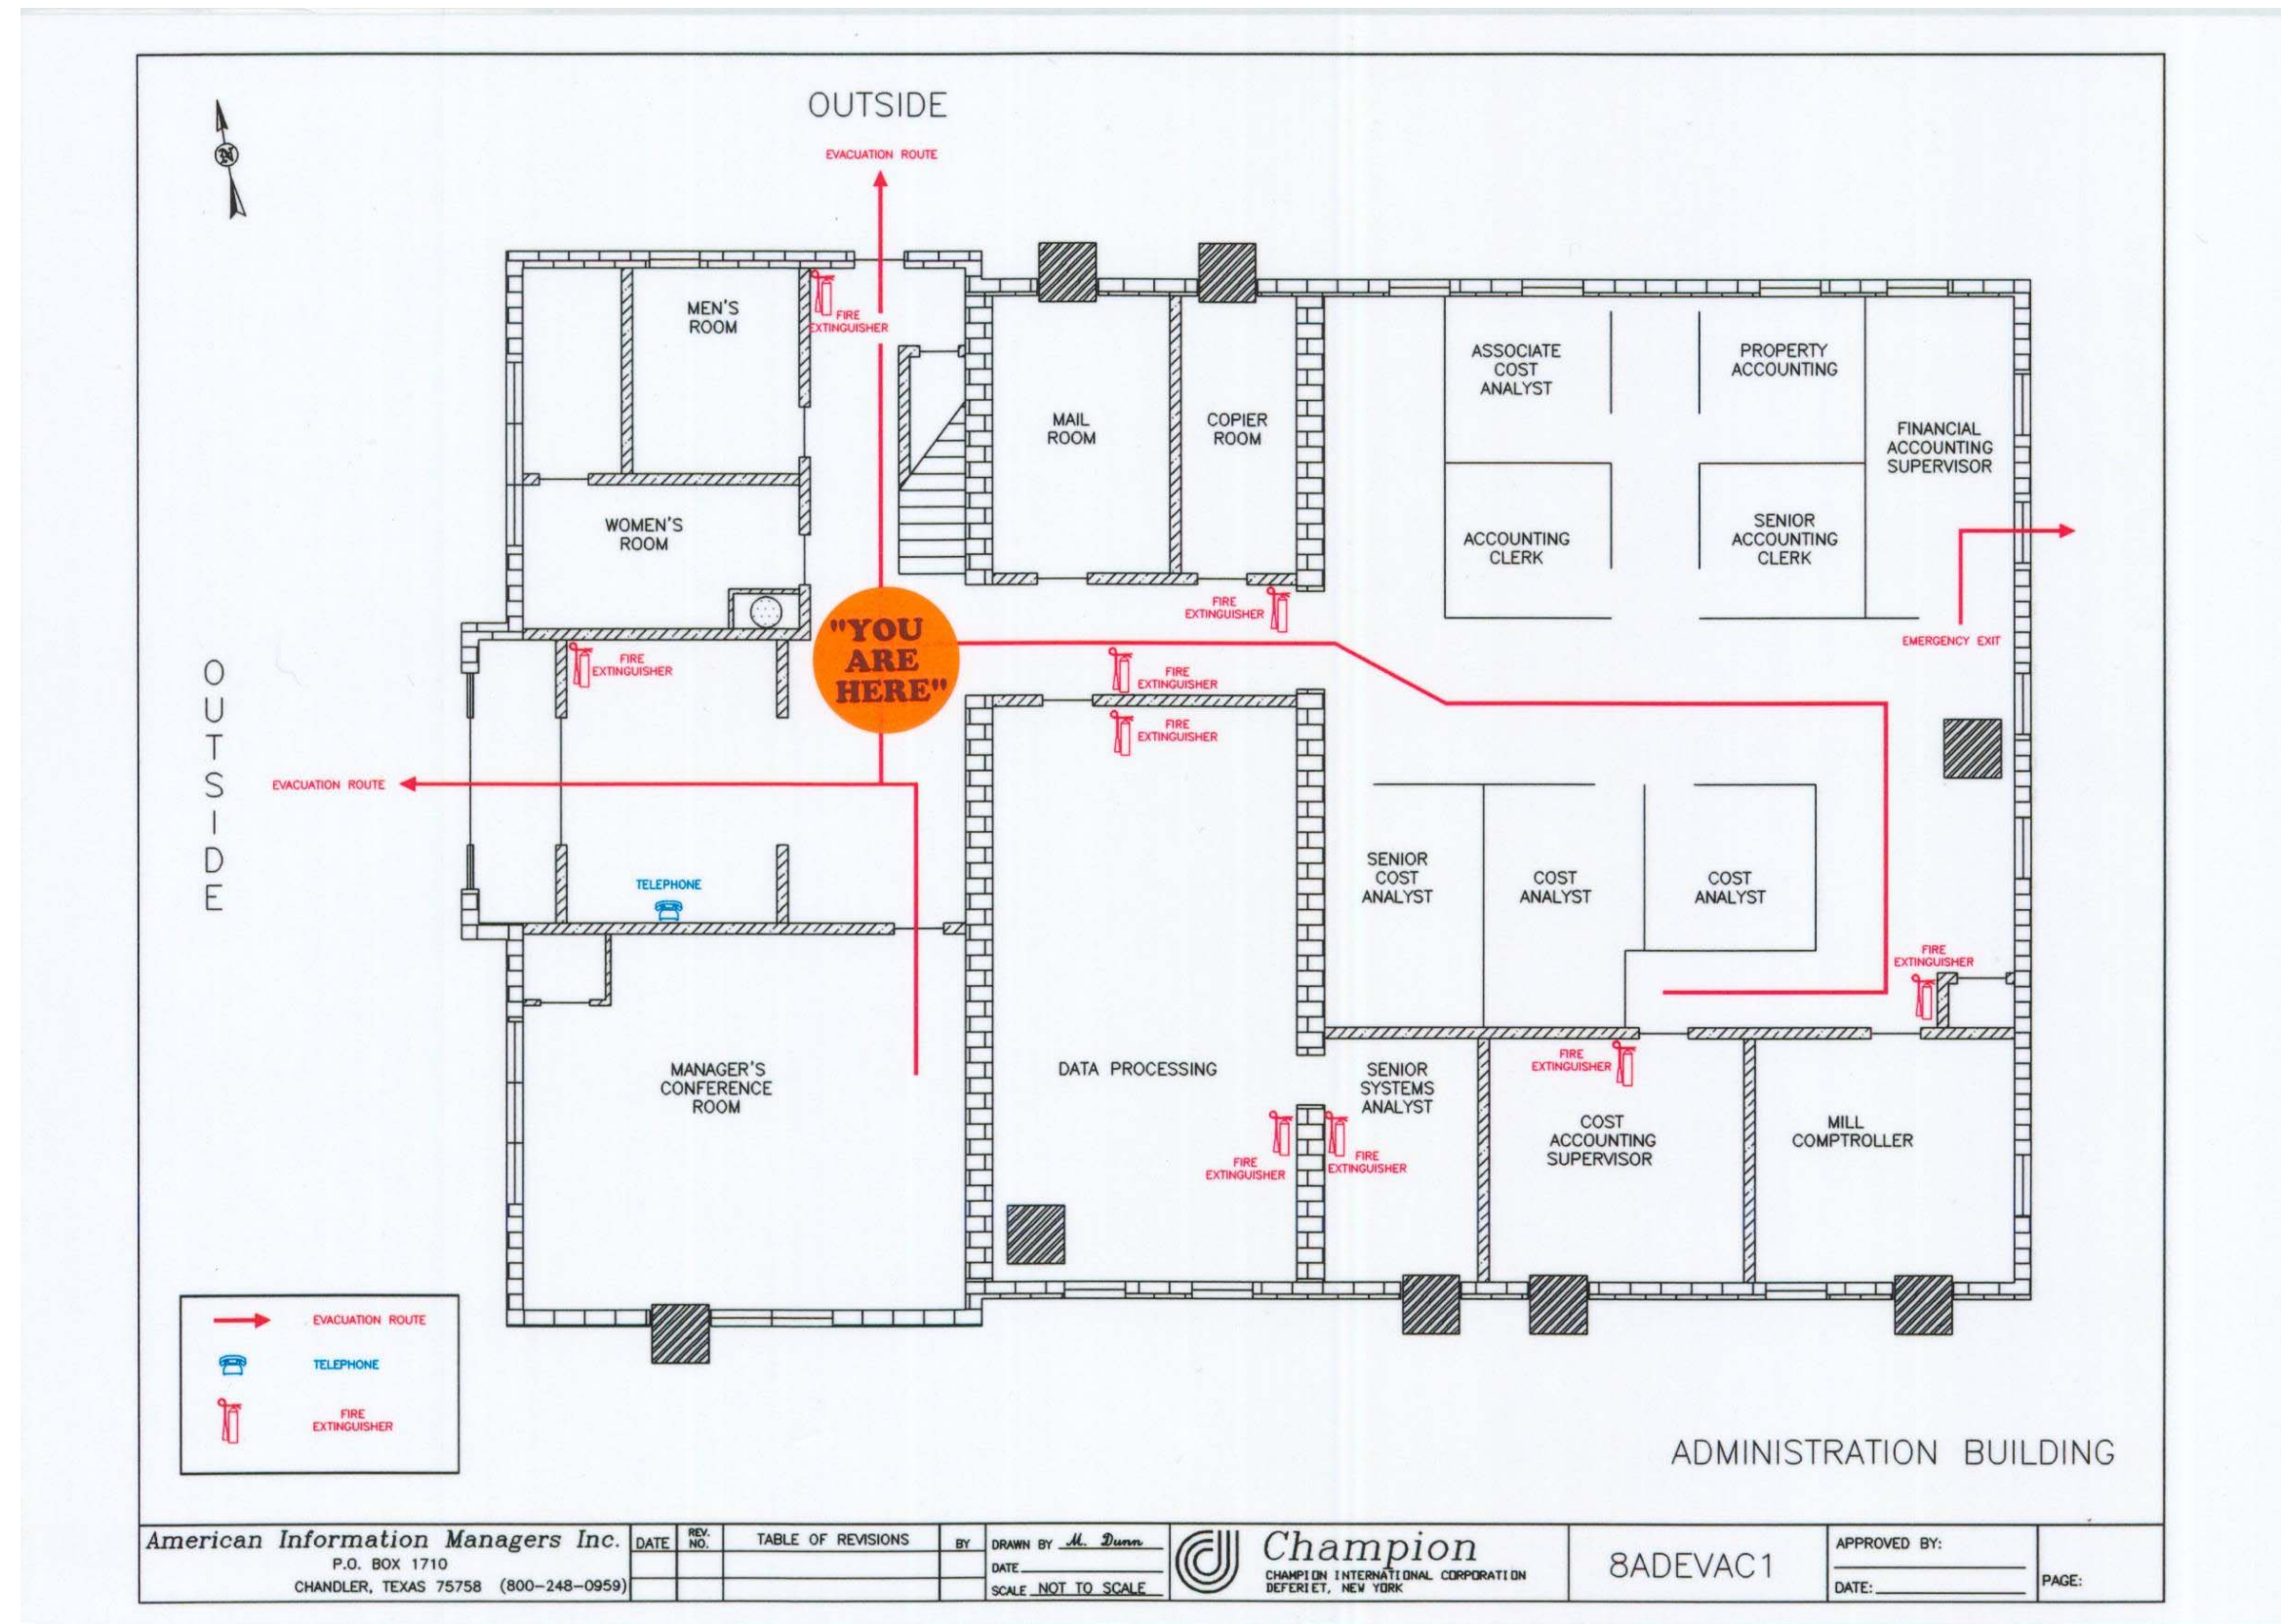 OUTSIDE
EVACUATION ROUTE
N
MEN'S
ROOM
FIRE
EXTINGUISHER
MAIL
ROOM
COPIER
ROOM
ASSOCIATE
COST
ANALYST
PROPERTY
ACCOUNTING
FINANCIAL
ACCOUNTING
SUPERVISOR
WOMEN'S
ROOM
ACCOUNTING
CLERK
SENIOR
ACCOUNTING
CLERK
FIRE
EXTINGUISHER
EMERGENCY EXIT
"YOU
ARE
HERE"
FIRE
EXTINGUISHER
FIRE
EXTINGUISHER
FIRE
EXTINGUISHER
OUTSIDE
EVACUATION ROUTE
TELEPHONE
SENIOR
COST
ANALYST
COST
ANALYST
COST
ANALYST
FIRE
EXTINGUISHER
MANAGER'S
CONFERENCE
ROOM
DATA PROCESSING
SENIOR
SYSTEMS
ANALYST
FIRE
EXTINGUISHER
COST
ACCOUNTING
SUPERVISOR
MILL
COMPTROLLER
FIRE
EXTINGUISHER
FIRE
EXTINGUISHER
EVACUATION ROUTE
TELEPHONE
FIRE
EXTINGUISHER
ADMINISTRATION BUILDING
American Information Managers Inc.
P.O. BOX 1710
CHANDLER, TEXAS 75758 (800-248-0959)
DATE
REV.
NO.
TABLE OF REVISIONS
BY
DRAWN BY M. Dunn
DATE
SCALE NOT TO SCALE
Champion
CHAMPION INTERNATIONAL CORPORATION
DEFERIET, NEW YORK
8ADEVAC1
APPROVED BY:
DATE:
PAGE: